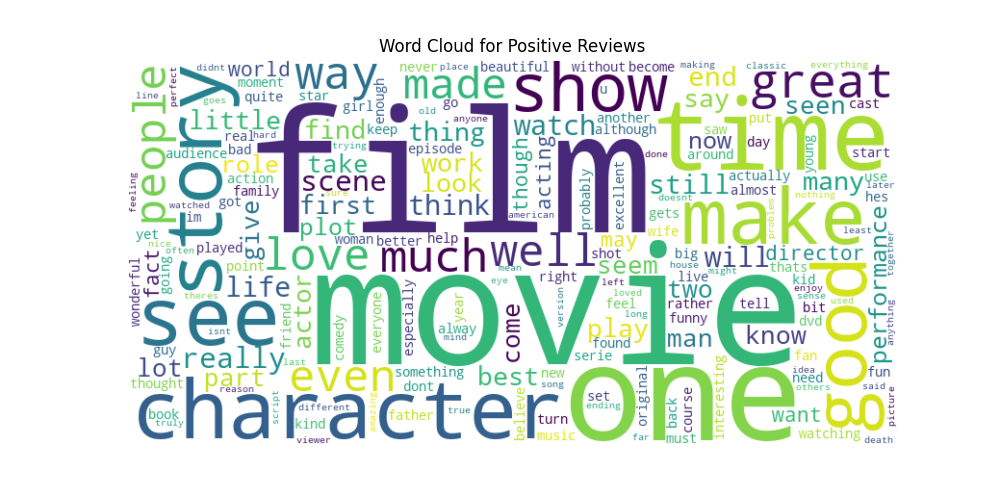 Word Cloud for Positive Reviews
didnt
world
way
never
place
beautiful
without
become
making
classic
everything
people
line
goes
perfect
moment
quite
star
girl
enough
made
go
show
u
end
great
say
seen
cast
story
little
find
keep
old
anyone
thing
watch
another
although
time
saw
put
real
hard
bad
trying
episode
now
day
around
young
start
audience
role
take
work
though
acting
probably
excellent
done
film
still
actually
many
use
later
feeling
action
family
scene
look
almost
nothing
hes
watched
got
sure
first
think
american
gets
doesnt
make
problem
least
im
give
plot
wife
yet
nice
often
played
woman
better
help
much
well
may
shot
big
will
director
performance
together
wonderful
fact
going
point
love
mean
right
seem
house
might
thats
live
kid
theres
life
actor
eye
left
feel
two
rather
sense
enjoy
anything
see
friend
comedy
everyone
especially
year
alway
mind
movie
come
version
loved
long
play
found
funny
tell
bit
used
dvd
good
isnt
guy
really
serie
man
know
fan
fun
lot
last
even
something
best
new
song
idea
need
others
said
picture
thought
part
reason
dont
one
set
original
back
course
interesting
want
watching
character
book
truly
script
different
amazing
father
true
believe
turn
ending
kind
viewer
music
far
must
death